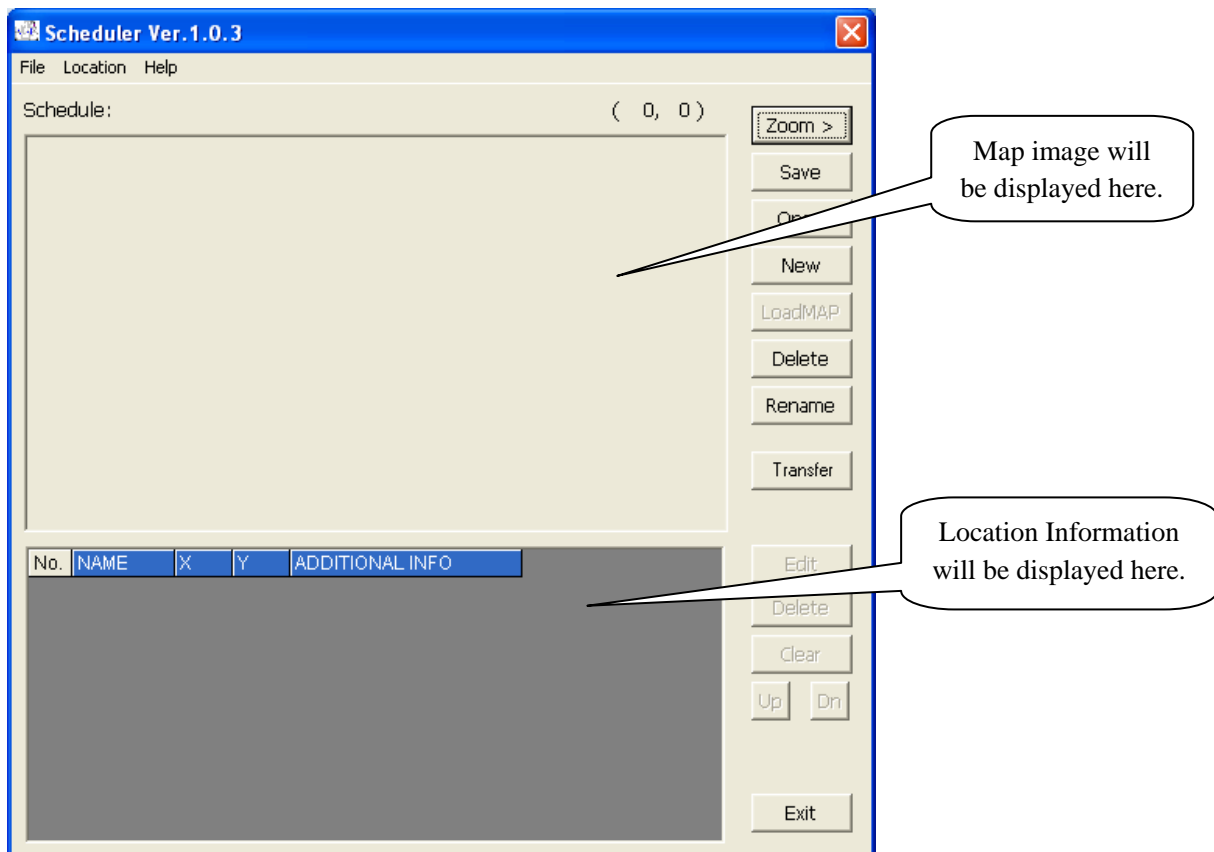 Scheduler Ver.1.0.3
File Location Help
Schedule: ( 0, 0 )
Zoom >
Save
New
LoadMAP
Delete
Rename
Transfer
Map image will
be displayed here.
No. NAME X Y ADDITIONAL INFO
Edit
Delete
Clear
Up Dn
Exit
Location Information
will be displayed here.